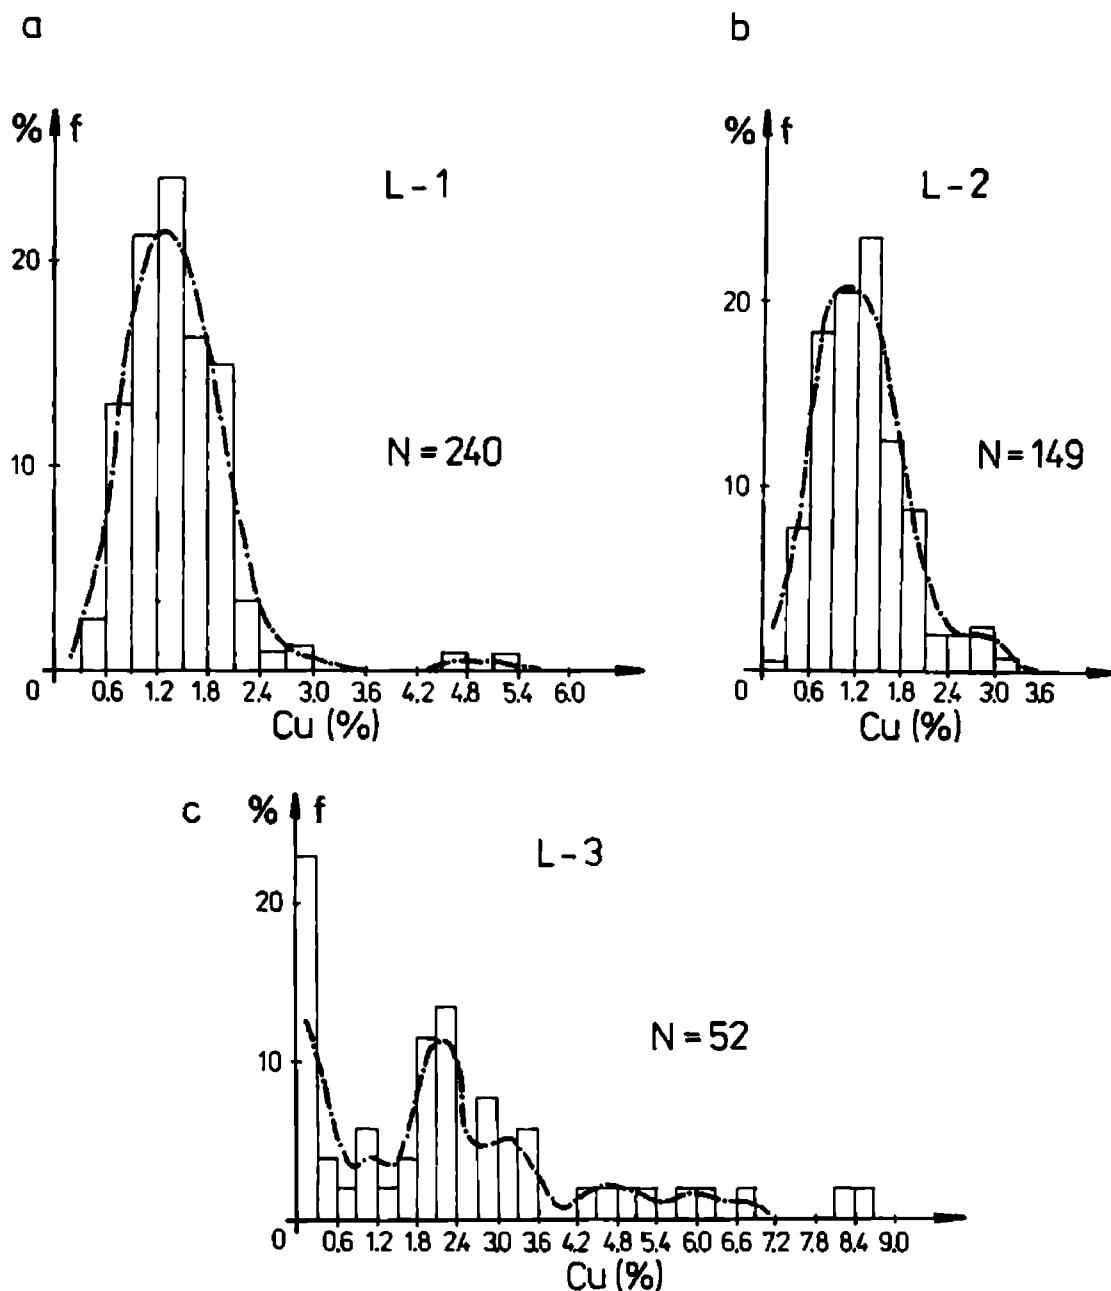 a
% f
L-1
20
N = 240
10
0 0.6 1.2 1.8 2.4 3.0 3.6 4.2 4.8 5.4 6.0
Cu (%)
b
% f
L-2
20
N = 149
10
0 0.6 1.2 1.8 2.4 3.0 3.6
Cu (%)
c
% f
L-3
20
N = 52
10
0 0.6 1.2 1.8 2.4 3.0 3.6 4.2 4.8 5.4 6.0 6.6 7.2 7.8 8.4 9.0
Cu (%)